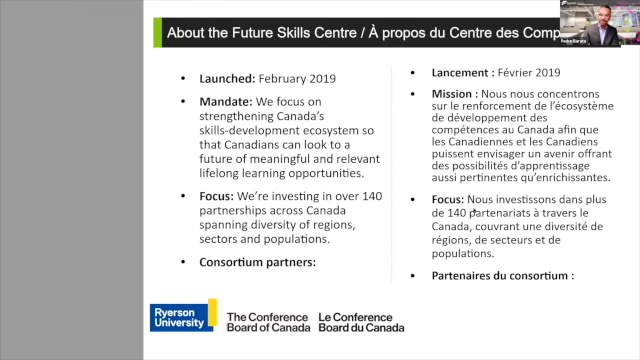 About the Future Skills Centre / À propos du Centre des Comp
Pedro Barata
Launched: February 2019
Mandate: We focus on
strengthening Canada's
skills-development ecosystem so
that Canadians can look to a
future of meaningful and relevant
lifelong learning opportunities.
Focus: We're investing in over 140
partnerships across Canada
spanning diversity of regions,
sectors and populations.
Consortium partners:
Lancement : Février 2019
Mission : Nous nous concentrons
sur le renforcement de l'écosystème
de développement des
compétences au Canada afin que
les Canadiennes et les Canadiens
puissent envisager un avenir offrant
des possibilités d'apprentissage
aussi pertinentes qu'enrichissantes.
Focus: Nous investissons dans plus
de 140 partenariats à travers le
Canada, couvrant une diversité de
régions, de secteurs et de
populations.
Partenaires du consortium :
Ryerson
University
The Conference
Board of Canada
Le Conference
Board du Canada